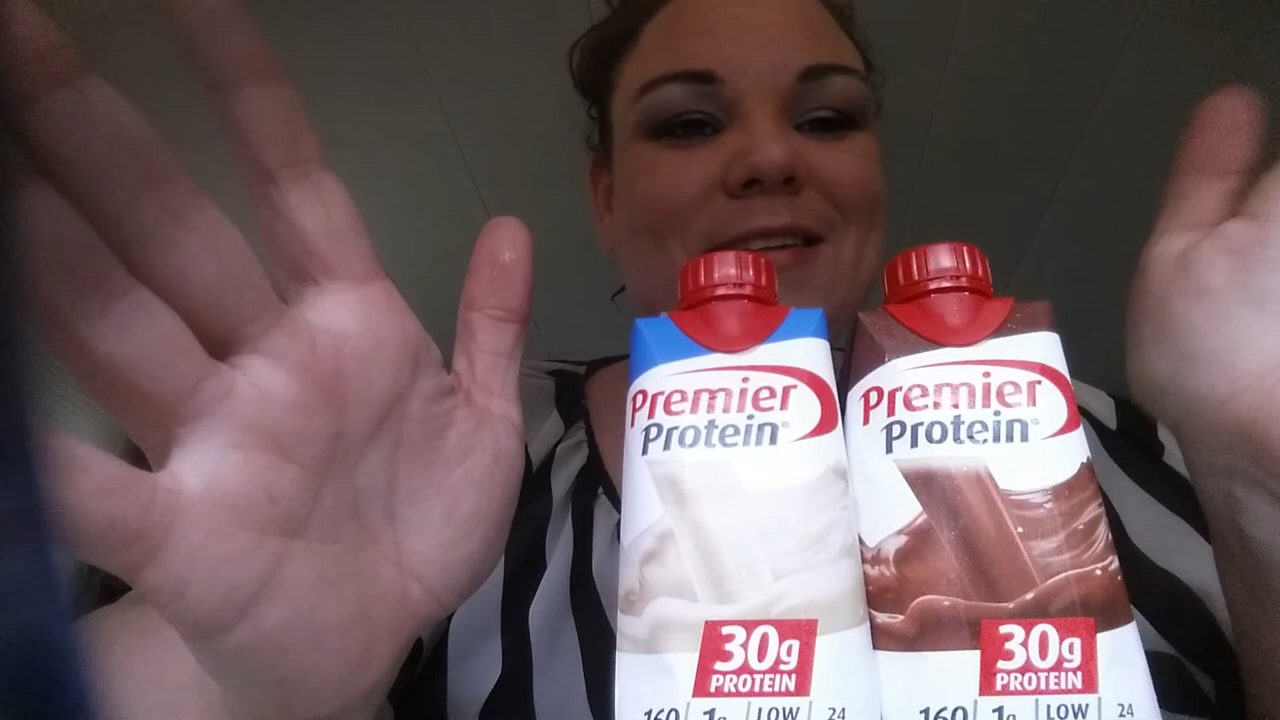 Premier
Protein®
30g
PROTEIN
160 1g LOW 24
Premier
Protein®
30g
PROTEIN
160 1g LOW 24